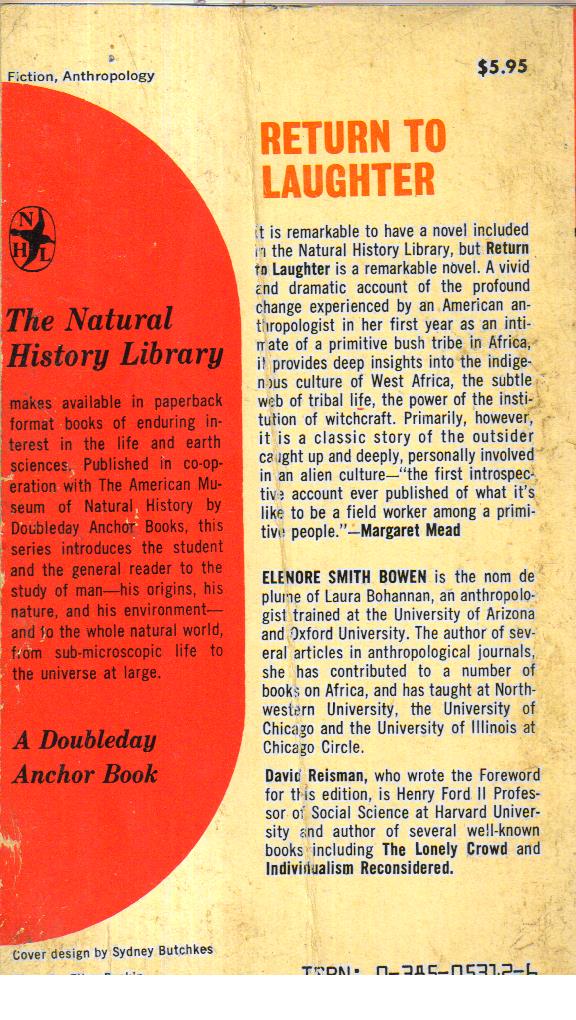 Fiction, Anthropology
$5.95
RETURN TO
LAUGHTER
It is remarkable to have a novel included
in the Natural History Library, but Return
to Laughter is a remarkable novel. A vivid
and dramatic account of the profound
change experienced by an American an-
thropologist in her first year as an inti-
mate of a primitive bush tribe in Africa,
it provides deep insights into the indige-
nous culture of West Africa, the subtle
web of tribal life, the power of the insti-
tution of witchcraft. Primarily, however,
it is a classic story of the outsider
caught up and deeply, personally involved
in an alien culture—“the first introspec-
tive account ever published of what it’s
like to be a field worker among a primi-
tive people.”—Margaret Mead
ELENORE SMITH BOWEN is the nom de
plume of Laura Bohannan, an anthropolo-
gist trained at the University of Arizona
and Oxford University. The author of sev-
eral articles in anthropological journals,
she has contributed to a number of
books on Africa, and has taught at North-
western University, the University of
Chicago and the University of Illinois at
Chicago Circle.
David Reisman, who wrote the Foreword
for this edition, is Henry Ford II Profes-
sor of Social Science at Harvard Univer-
sity and author of several well-known
books including The Lonely Crowd and
Individualism Reconsidered.
N
H L
The Natural
History Library
makes available in paperback
format books of enduring in-
terest in the life and earth
sciences. Published in co-op-
eration with The American Mu-
seum of Natural History by
Doubleday Anchor Books, this
series introduces the student
and the general reader to the
study of man—his origins, his
nature, and his environment—
and to the whole natural world,
from sub-microscopic life to
the universe at large.
A Doubleday
Anchor Book
Cover design by Sydney Butchkes
ISBN: